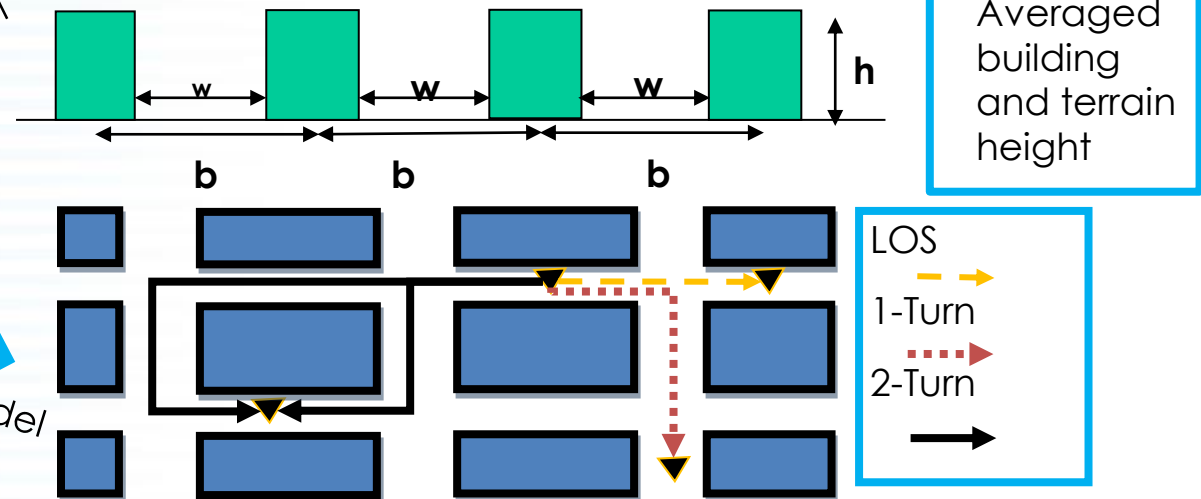 w
w
w
h
b
b
b
Averaged
building
and terrain
height
LOS
1-Turn
2-Turn
del